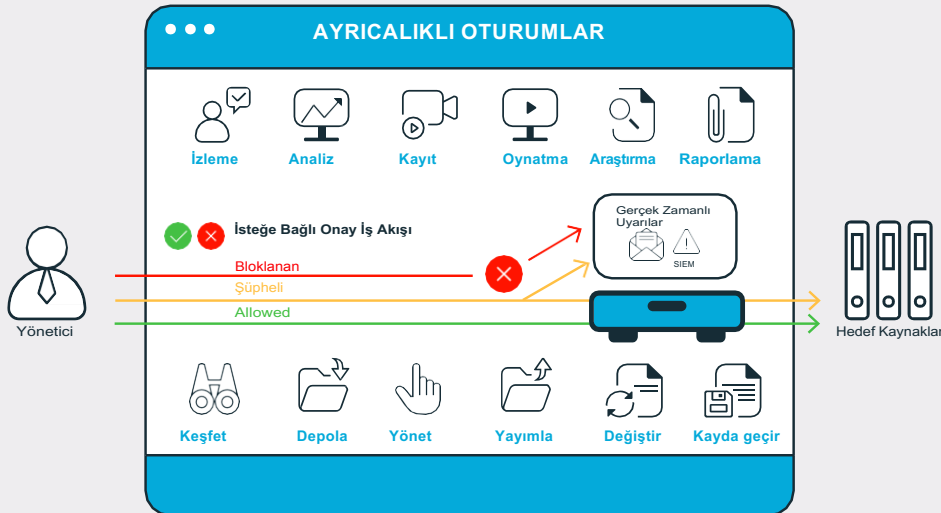 AYRICALIKLI OTURUMLAR
İzleme
Analiz
Kayıt
Oynatma
Araştırma
Raporlama
İsteğe Bağlı Onay İş Akışı
Gerçek Zamanlı
Uyarılar
SIEM
Bloklanan
Şüpheli
Allowed
Yönetici
Hedef Kaynaklar
Keşfet
Depola
Yönet
Yayımla
Değiştir
Kayda geçir